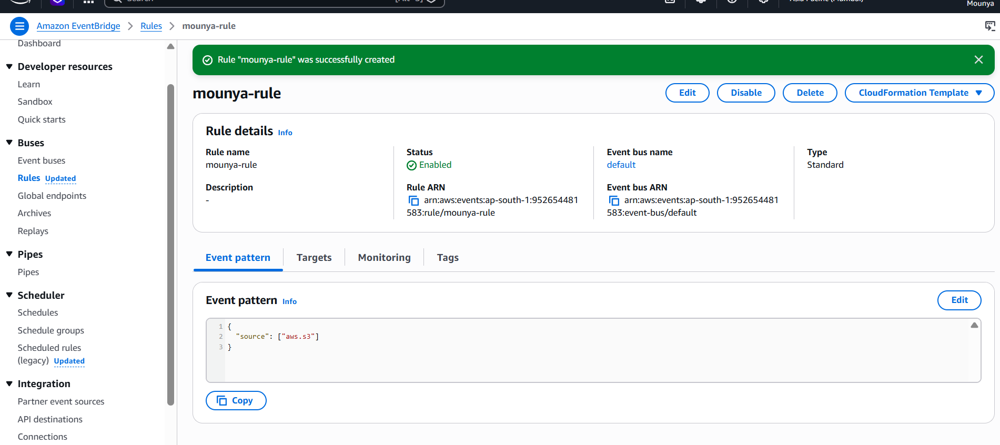 Mounya
Amazon EventBridge
Rules
mounya-rule
Dashboard
Developer resources
Learn
Sandbox
Quick starts
Buses
Event buses
Rules Updated
Global endpoints
Archives
Replays
Pipes
Pipes
Scheduler
Schedules
Schedule groups
Scheduled rules
(legacy) Updated
Integration
Partner event sources
API destinations
Connections
Rule "mounya-rule" was successfully created
mounya-rule
Edit
Disable
Delete
CloudFormation Template
Rule details Info
Rule name
mounya-rule
Description
-
Status
Enabled
Rule ARN
arn:aws:events:ap-south-1:952654481
583:rule/mounya-rule
Event bus name
default
Event bus ARN
arn:aws:events:ap-south-1:952654481
583:event-bus/default
Type
Standard
Event pattern
Targets
Monitoring
Tags
Event pattern Info
Edit
1 {
2 "source": ["aws.s3"]
3 }
Copy